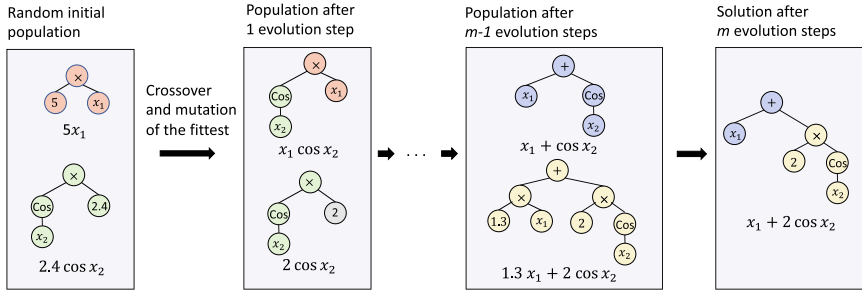 Random initial
population
×
5
x₁
5x₁
×
Cos
2.4
x₂
2.4 cos x₂
Crossover
and mutation
of the fittest
Population after
1 evolution step
×
Cos
x₁
x₂
x₁ cos x₂
×
Cos
2
x₂
2 cos x₂
...
Population after
m-1 evolution steps
+
x₁
Cos
x₂
x₁ + cos x₂
+
×
×
1.3
x₁
2
Cos
x₂
1.3 x₁ + 2 cos x₂
Solution after
m evolution steps
+
x₁
×
2
Cos
x₂
x₁ + 2 cos x₂